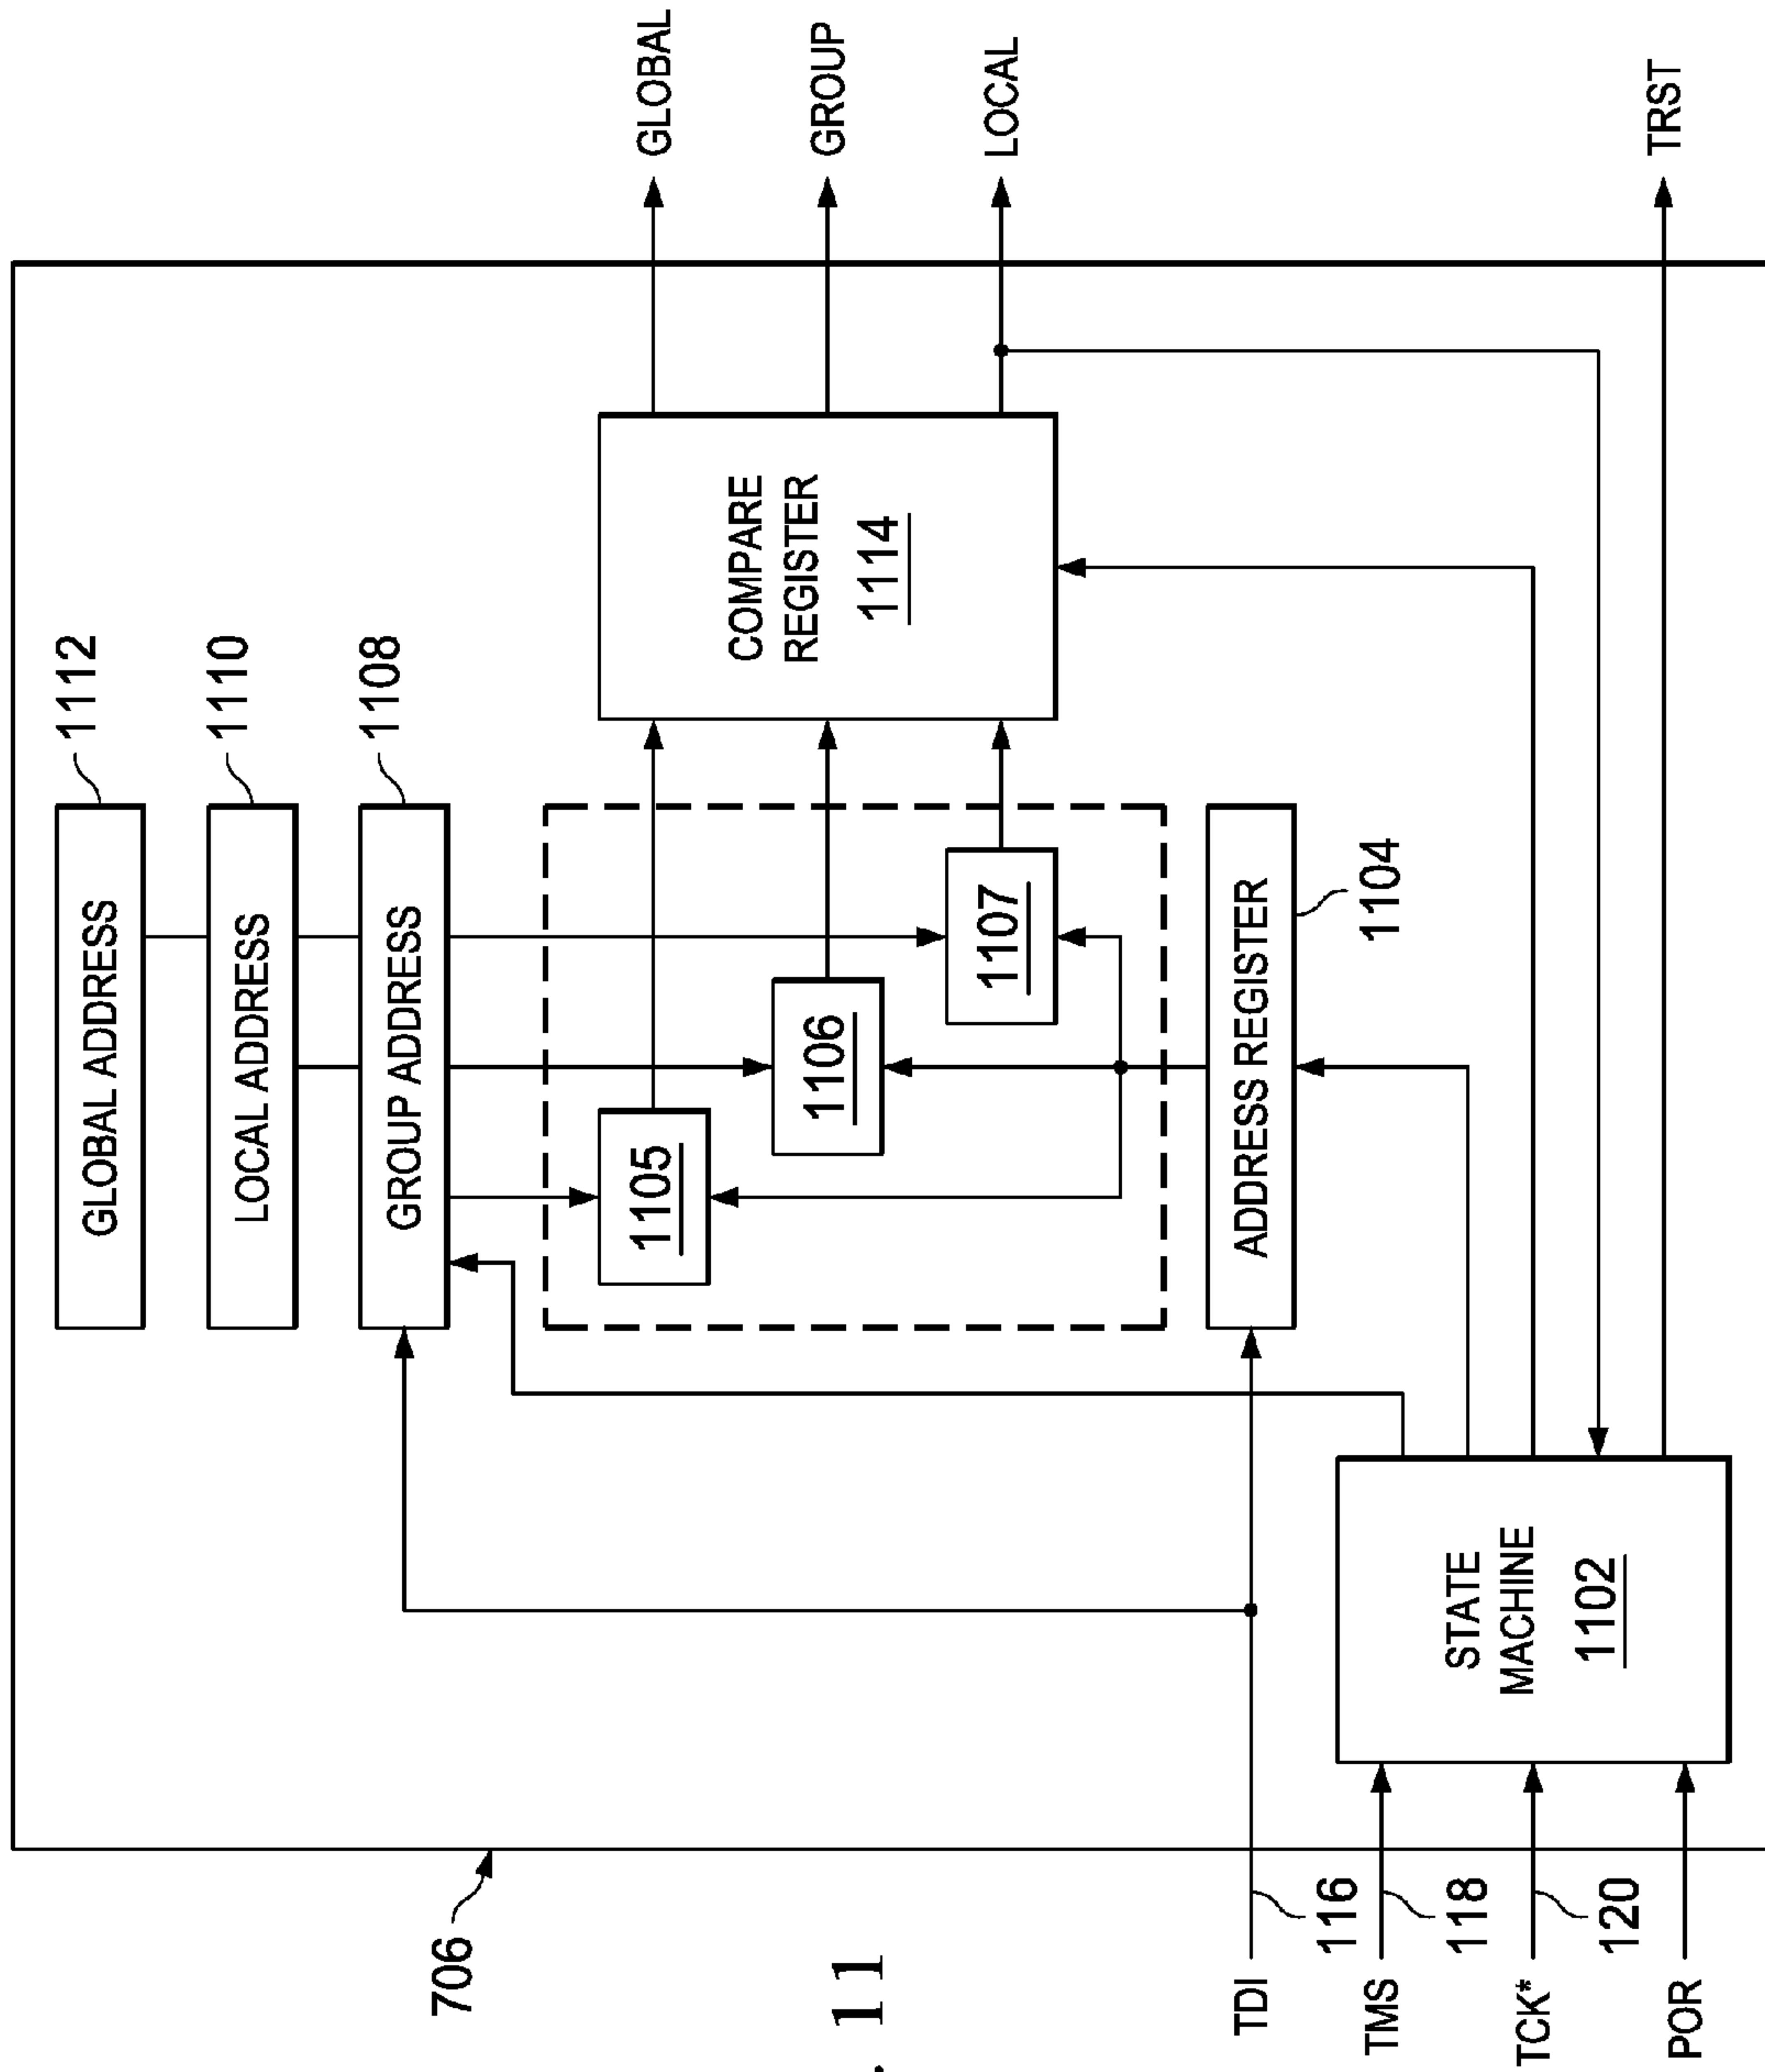 706
GLOBAL ADDRESS
1112
LOCAL ADDRESS
1110
GROUP ADDRESS
1108
GLOBAL
GROUP
LOCAL
COMPARE
REGISTER
1114
1105
1106
1107
ADDRESS REGISTER
1104
TDI
116
TMS
118
TCK*
120
POR
STATE
MACHINE
1102
TRST
. 11